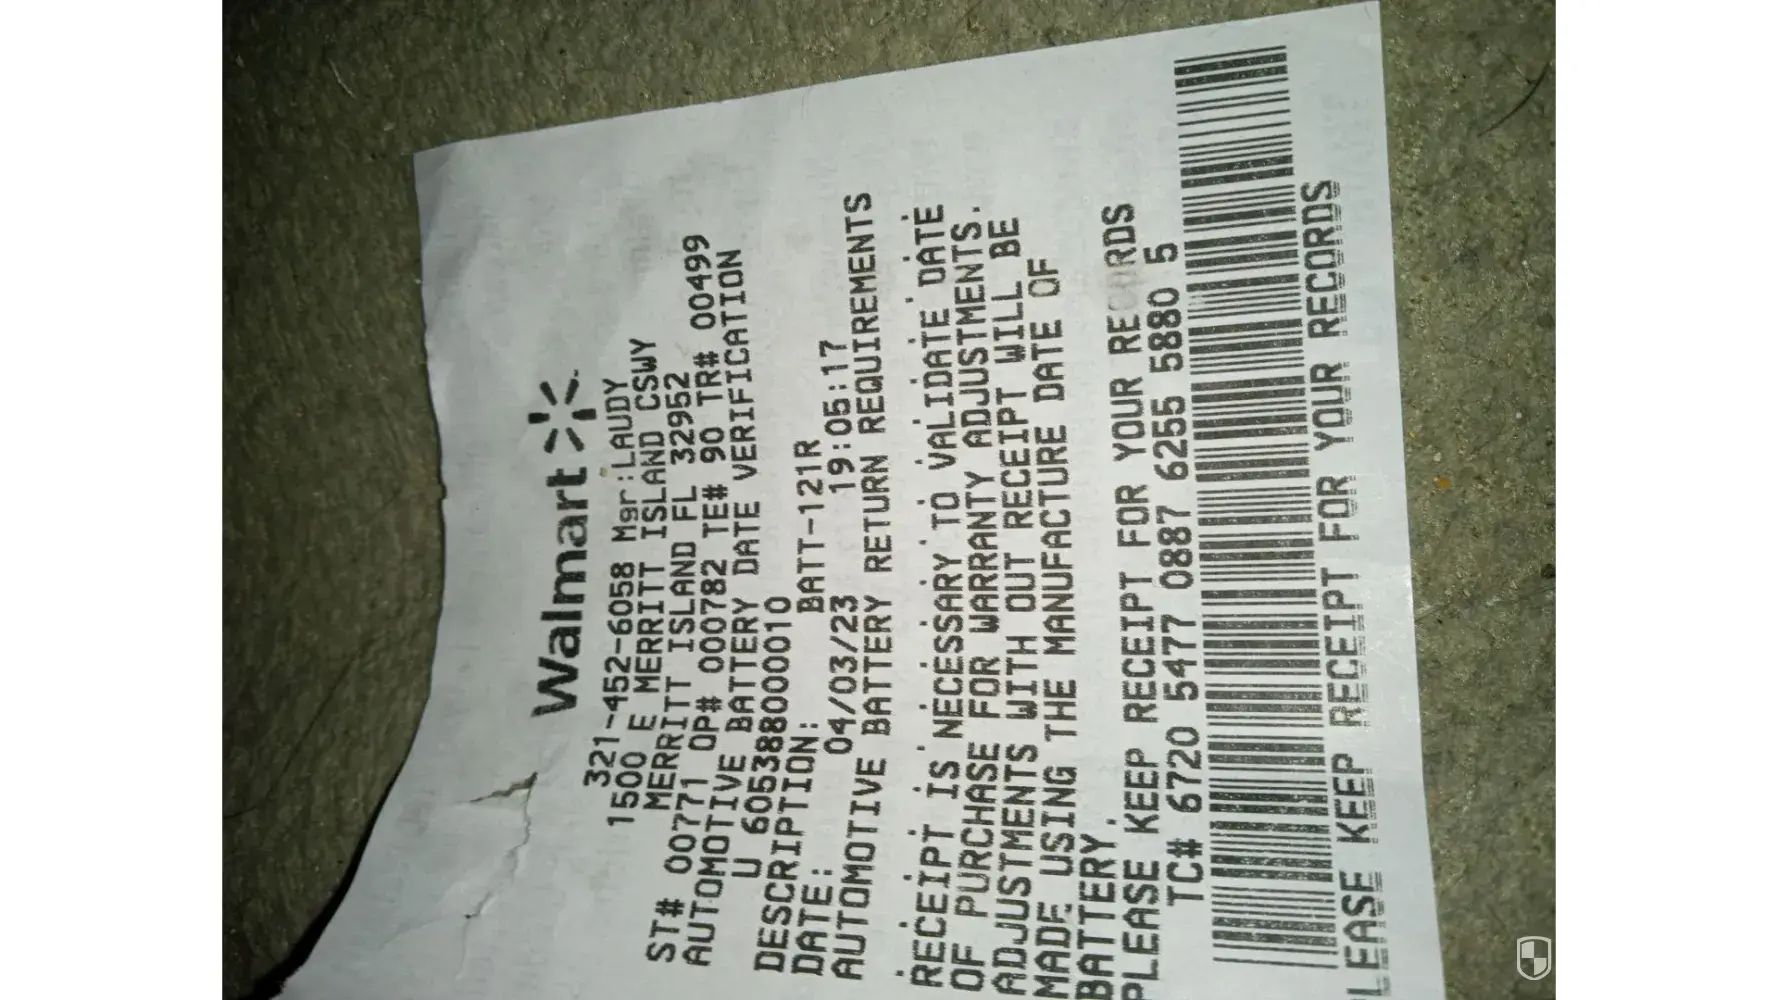 Walmart
321-452-6058 Mgr:LAUDY
1500 E MERRITT ISLAND CSWY
MERRITT ISLAND FL 32952
ST# 00771 OP# 000782 TE# 90 TR# 00499
AUTOMOTIVE BATTERY DATE VERIFICATION
U 605388000010
DESCRIPTION: BATT-121R
DATE: 04/03/23 19:05:17
AUTOMOTIVE BATTERY RETURN REQUIREMENTS
RECEIPT IS NECESSARY TO VALIDATE DATE
OF PURCHASE FOR WARRANTY ADJUSTMENTS.
ADJUSTMENTS WITH OUT RECEIPT WILL BE
MADE USING THE MANUFACTURE DATE OF
BATTERY.
PLEASE KEEP RECEIPT FOR YOUR RECORDS
TC# 6720 5477 0887 6255 5880 5
LEASE KEEP RECEIPT FOR YOUR RECORDS